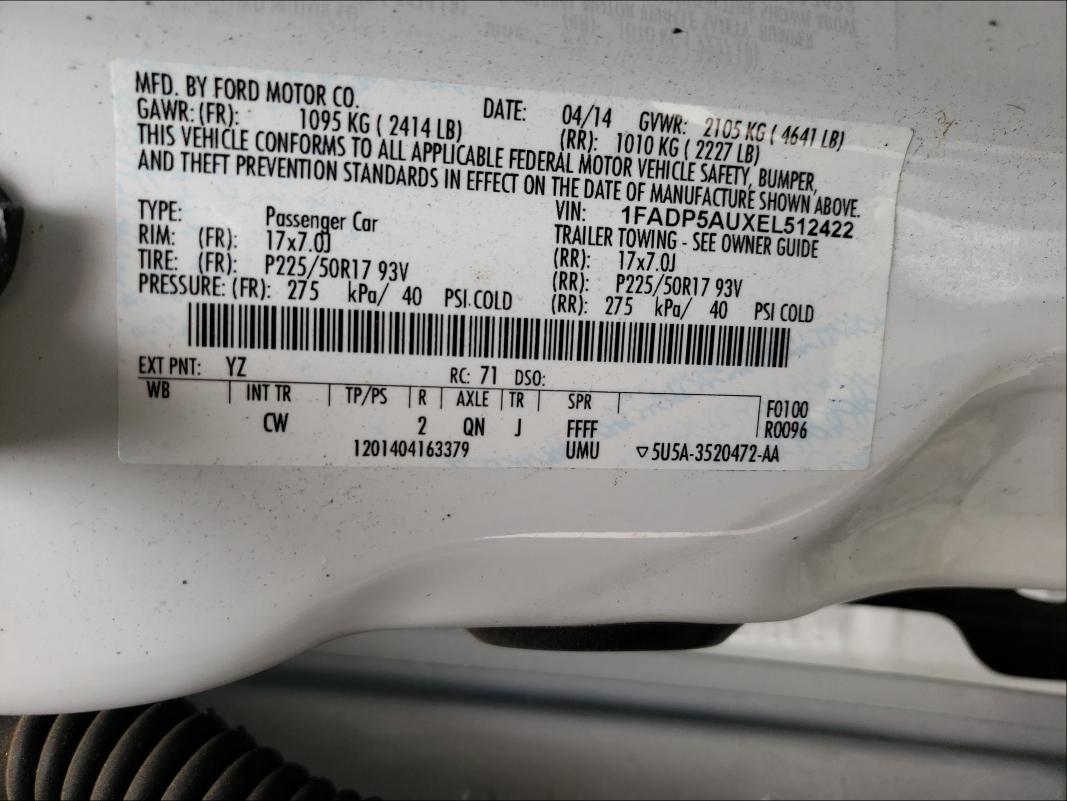 MFD. BY FORD MOTOR CO. DATE: 04/14 GVWR: 2105 KG ( 4641 LB)
GAWR: (FR): 1095 KG ( 2414 LB) (RR): 1010 KG ( 2227 LB)
THIS VEHICLE CONFORMS TO ALL APPLICABLE FEDERAL MOTOR VEHICLE SAFETY, BUMPER,
AND THEFT PREVENTION STANDARDS IN EFFECT ON THE DATE OF MANUFACTURE SHOWN ABOVE.
VIN: 1FADP5AUXEL512422
TYPE: Passenger Car TRAILER TOWING - SEE OWNER GUIDE
RIM: (FR): 17x7.0J (RR): 17x7.0J
TIRE: (FR): P225/50R17 93V (RR): P225/50R17 93V
PRESSURE: (FR): 275 kPa/ 40 PSI COLD (RR): 275 kPa/ 40 PSI COLD
EXT PNT: YZ RC: 71 DSO:
WB INT TR TP/PS R AXLE TR SPR F0100
CW 2 QN J FFFF R0096
1201404163379 UMU ▽5U5A-3520472-AA